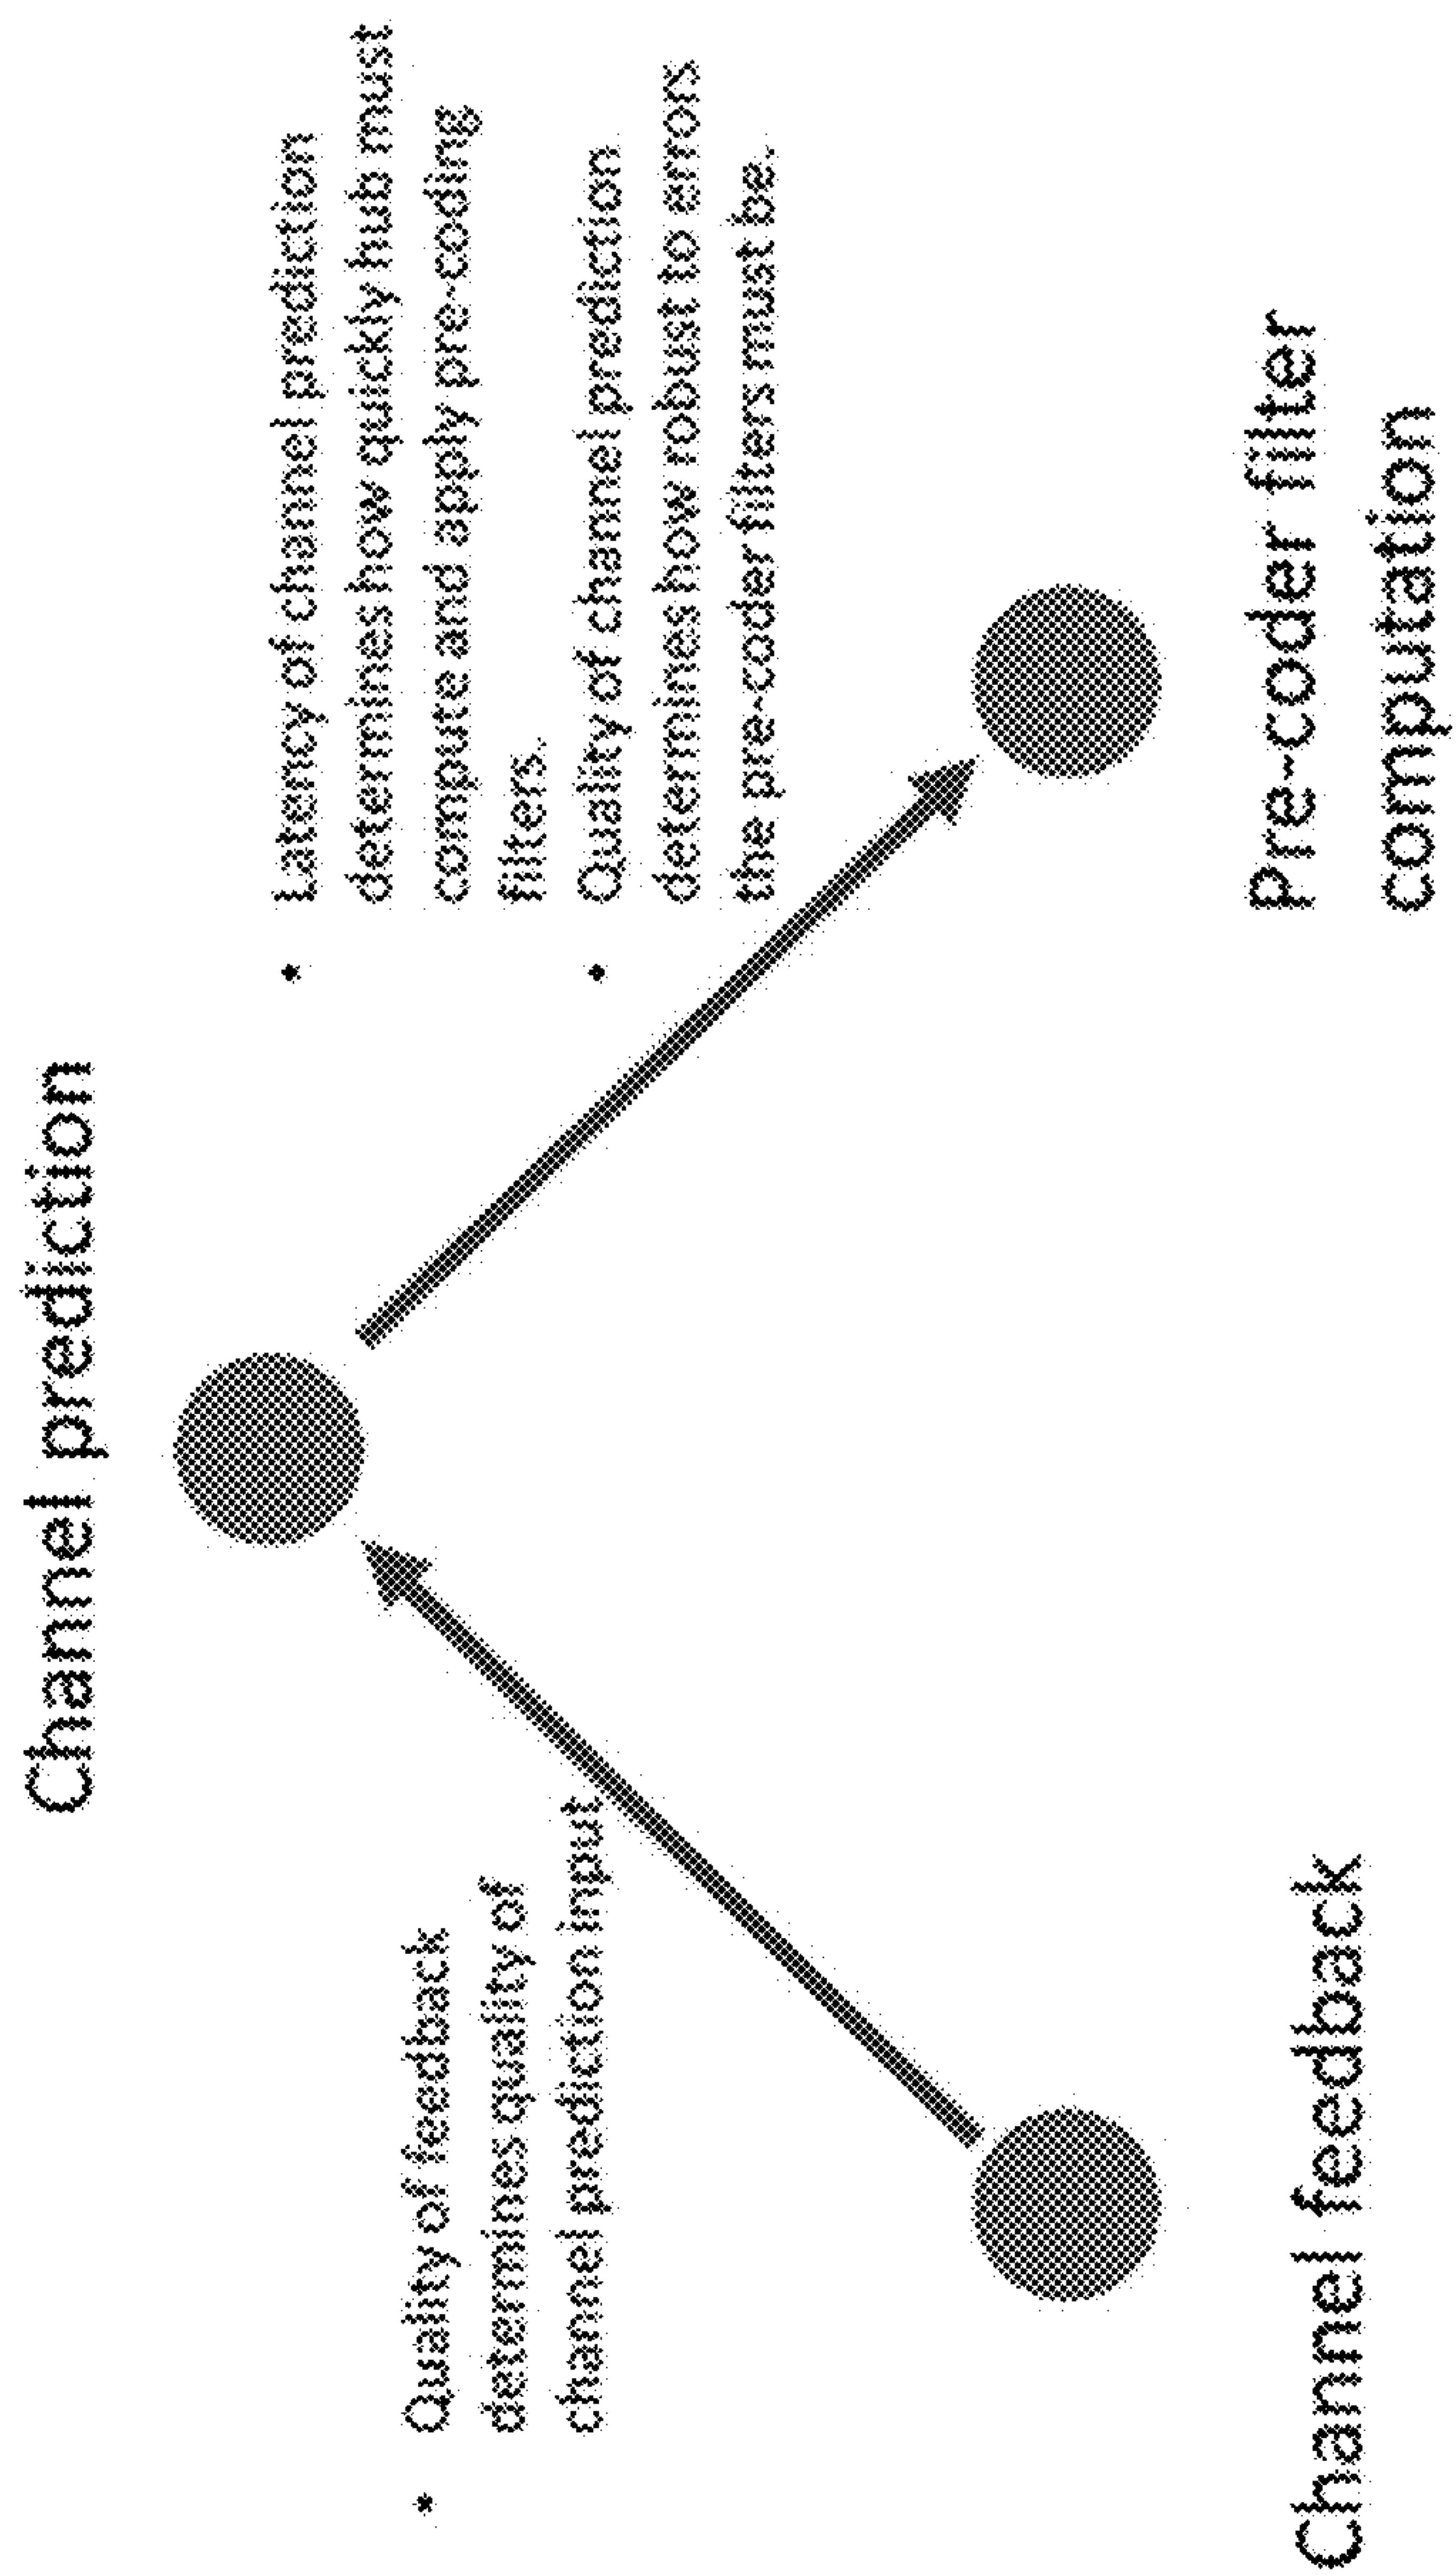 Channel prediction
• Quality of feedback
determines quality of
channel prediction input
• Latency of channel prediction
determines how quickly hub must
compute and apply pre-coding
filters.
• Quality of channel prediction
determines how robust to errors
the pre-coder filters must be.
Channel feedback
Pre-coder filter
computation